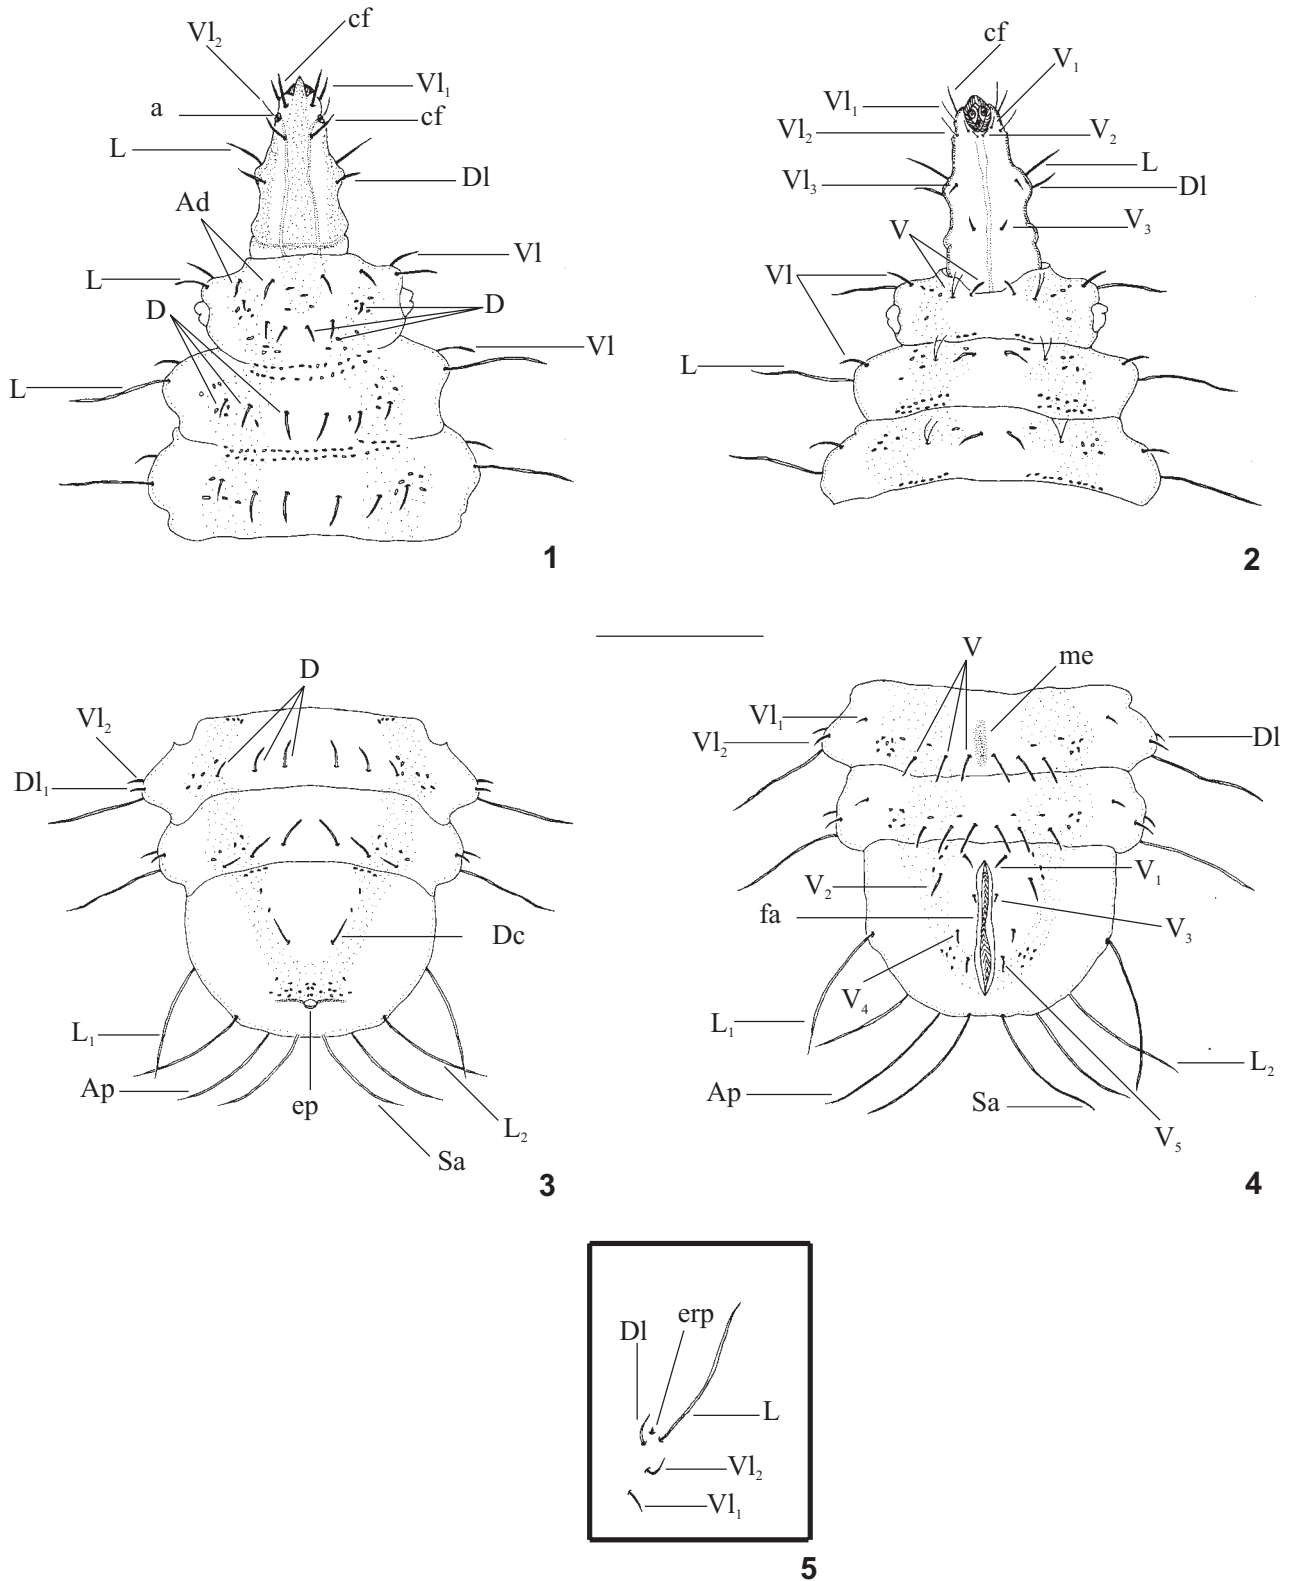 Vl₂ cf
a Vl₁
cf
L Dl
Ad
L Vl
D D
L Vl
1
cf V₁
Vl₁
Vl₂ V₂
L
Vl₃ Dl
V V₃
Vl
L
2
D
Vl₂
Dl₁
Dc
L₁
Ap
ep L₂
Sa
3
V me
Vl₁
Vl₂ Dl
V₂ V₁
fa V₃
V₄
L₁ L₂
Ap Sa
V₅
4
Dl erp
L
Vl₂
Vl₁
5